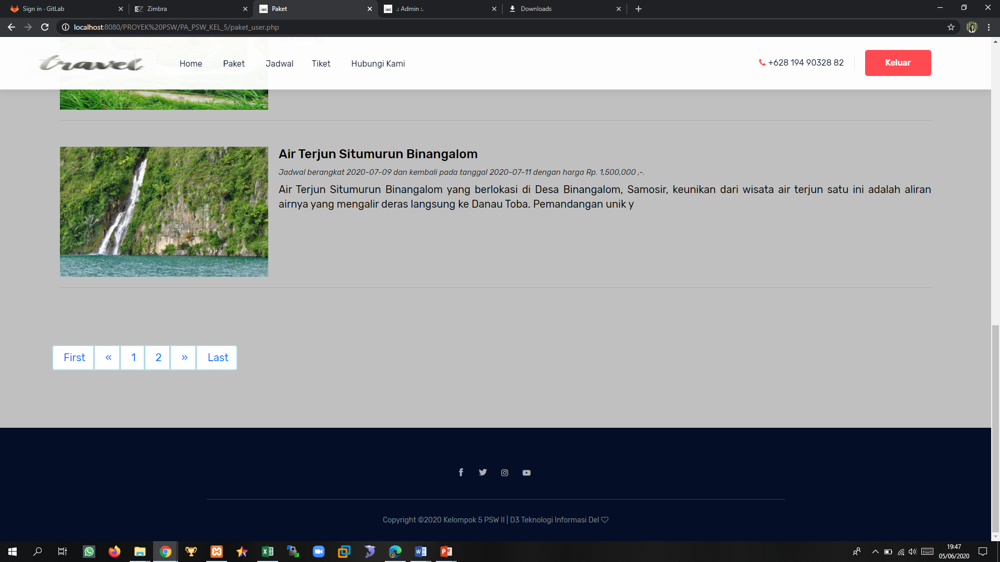 Sign in · GitLab
Zimbra
Paket
.: Admin :.
Downloads
localhost:8080/PROYEK%20PSW/PA_PSW_KEL_5/paket_user.php
sekarang.
travel
Home
Paket
Jadwal
Tiket
Hubungi Kami
+628 194 90328 82
Keluar
Air Terjun Situmurun Binangalom
Jadwal berangkat 2020-07-09 dan kembali pada tanggal 2020-07-11 dengan harga Rp. 1,500,000 ,-.
Air Terjun Situmurun Binangalom yang berlokasi di Desa Binangalom, Samosir, keunikan dari wisata air terjun satu ini adalah aliran
airnya yang mengalir deras langsung ke Danau Toba. Pemandangan unik y
First
«
1
2
»
Last
Copyright ©2020 Kelompok 5 PSW II | D3 Teknologi Informasi Del
19:47
05/06/2020